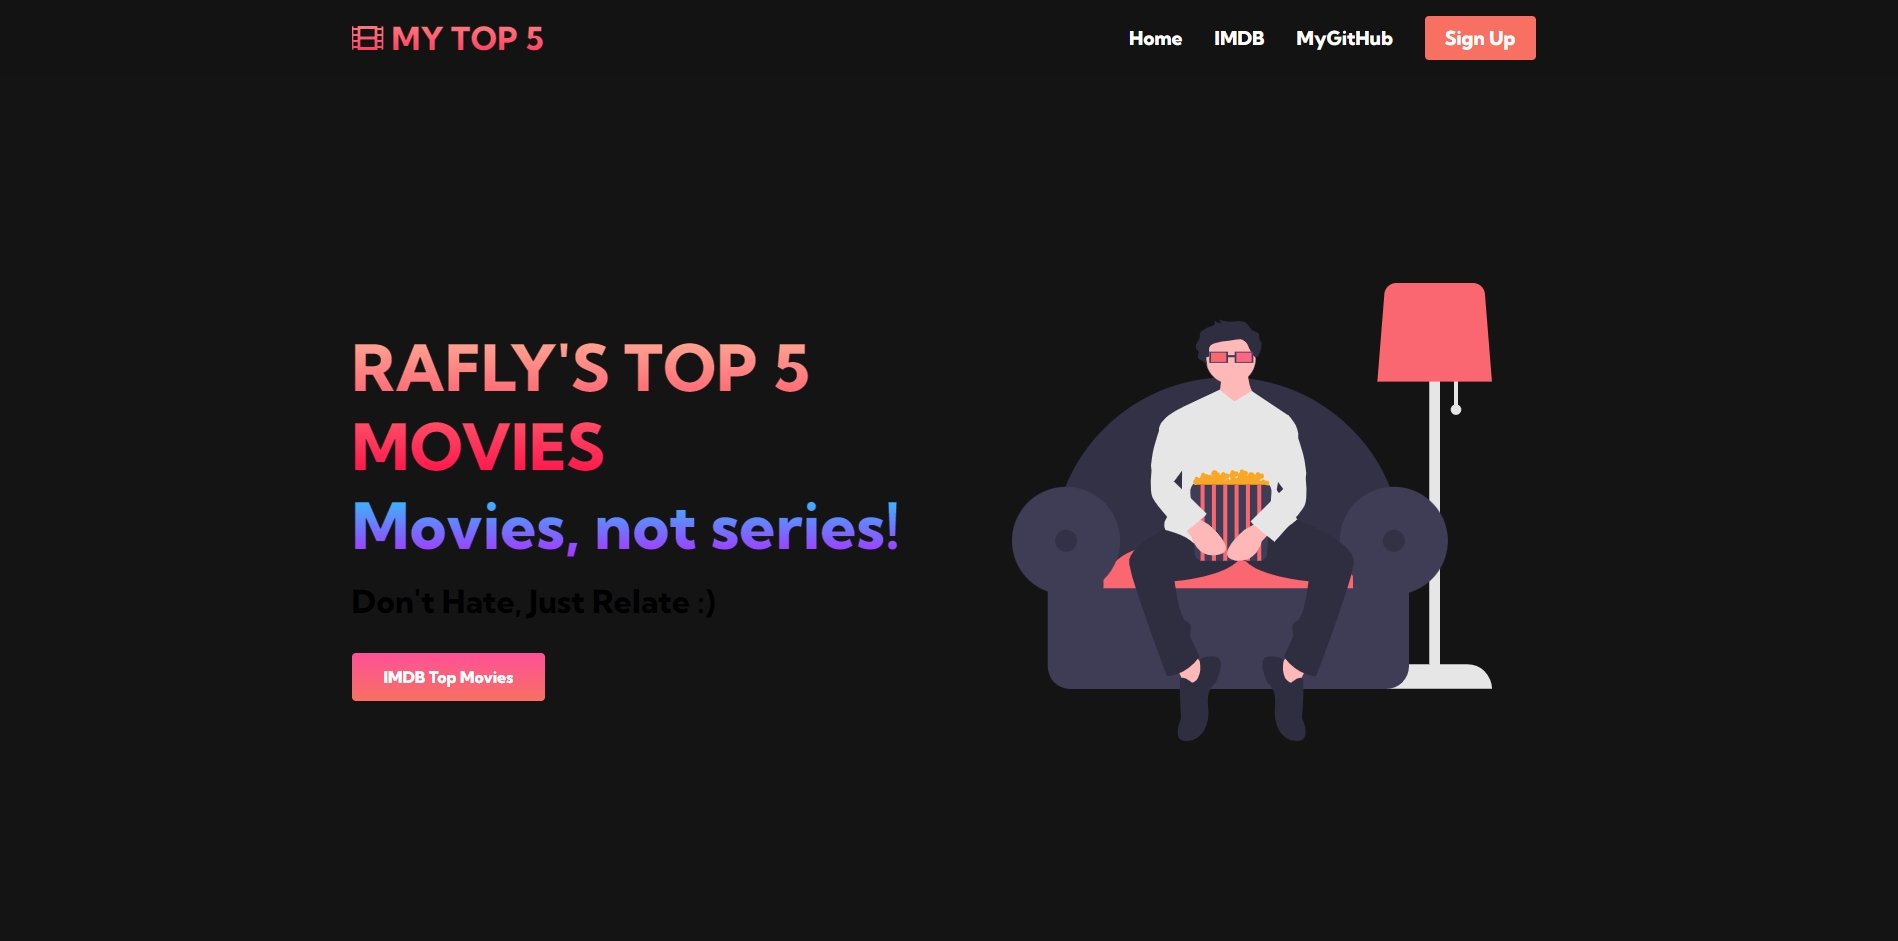 MY TOP 5
Home IMDB MyGitHub Sign Up
RAFLY'S TOP 5
MOVIES
Movies, not series!
Don't Hate, Just Relate :)
IMDB Top Movies